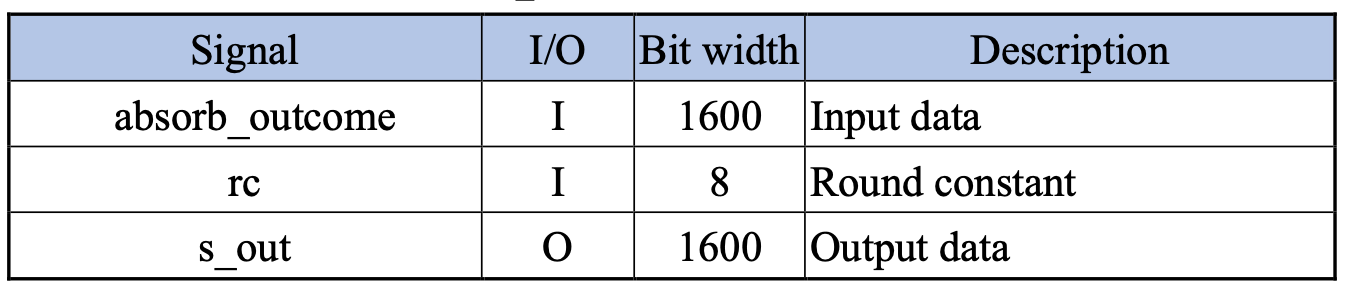 Signal I/O Bit width Description
absorb_outcome I 1600 Input data
rc I 8 Round constant
s_out O 1600 Output data